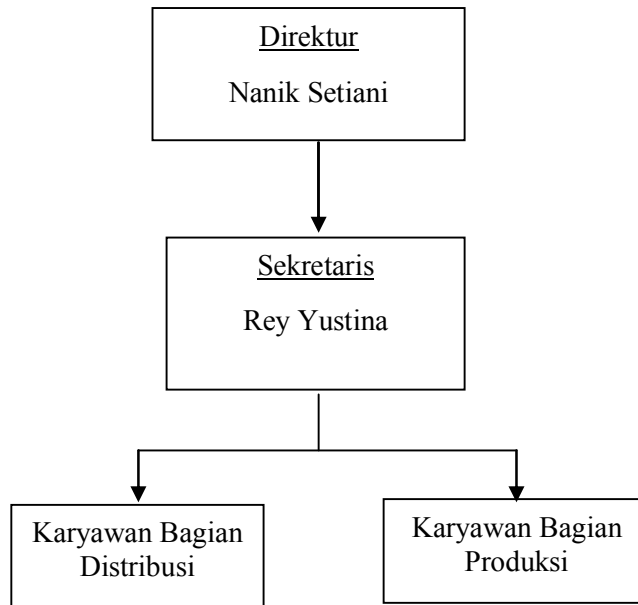 Direktur
Nanik Setiani
Sekretaris
Rey Yustina
Karyawan Bagian
Distribusi
Karyawan Bagian
Produksi